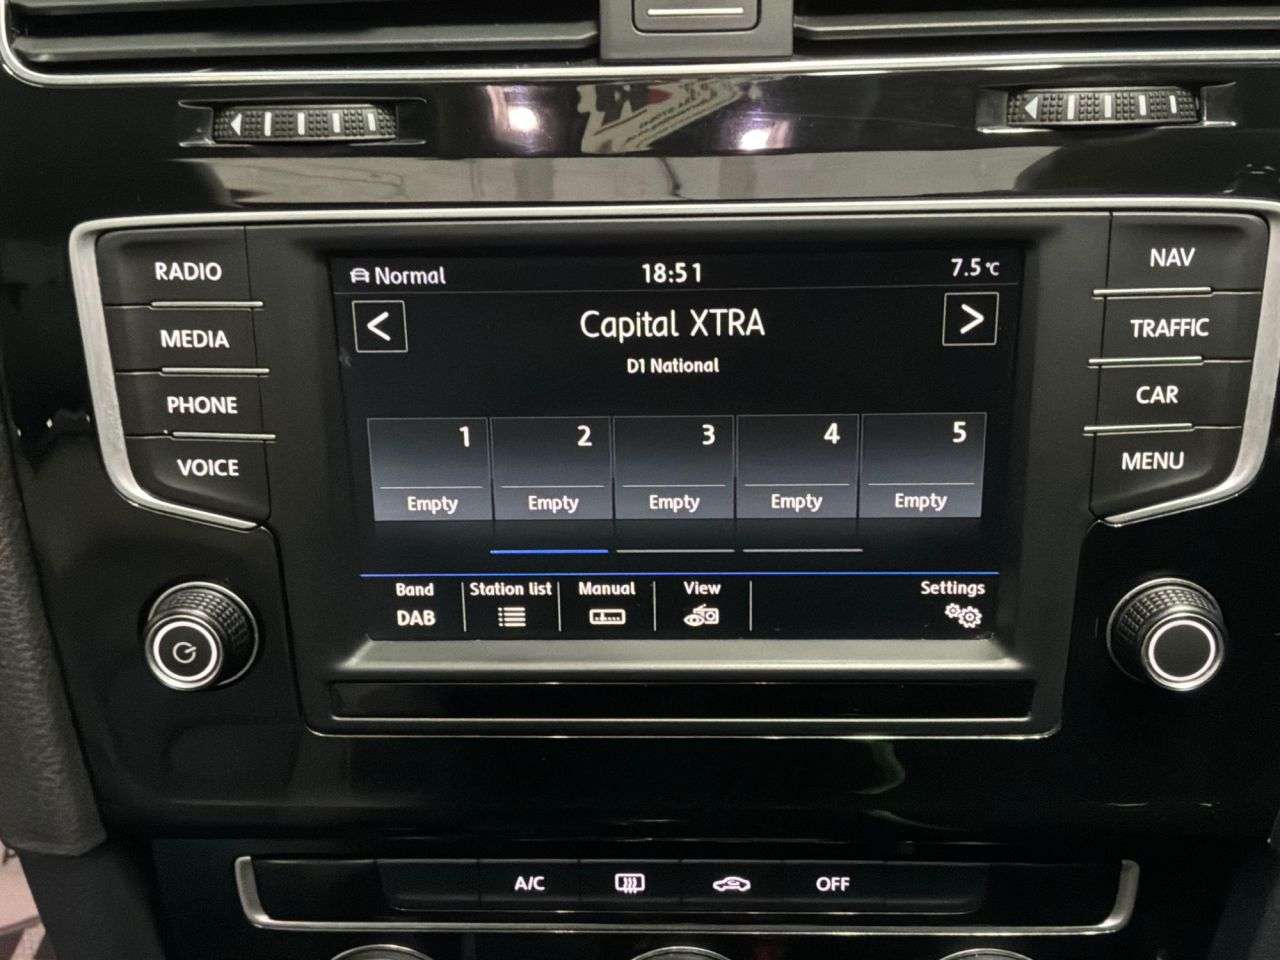 RADIO
MEDIA
PHONE
VOICE
Normal 18:51 7.5°C
< Capital XTRA >
D1 National
1 2 3 4 5
Empty Empty Empty Empty Empty
Band Station list Manual View Settings
DAB
NAV
TRAFFIC
CAR
MENU
A/C OFF